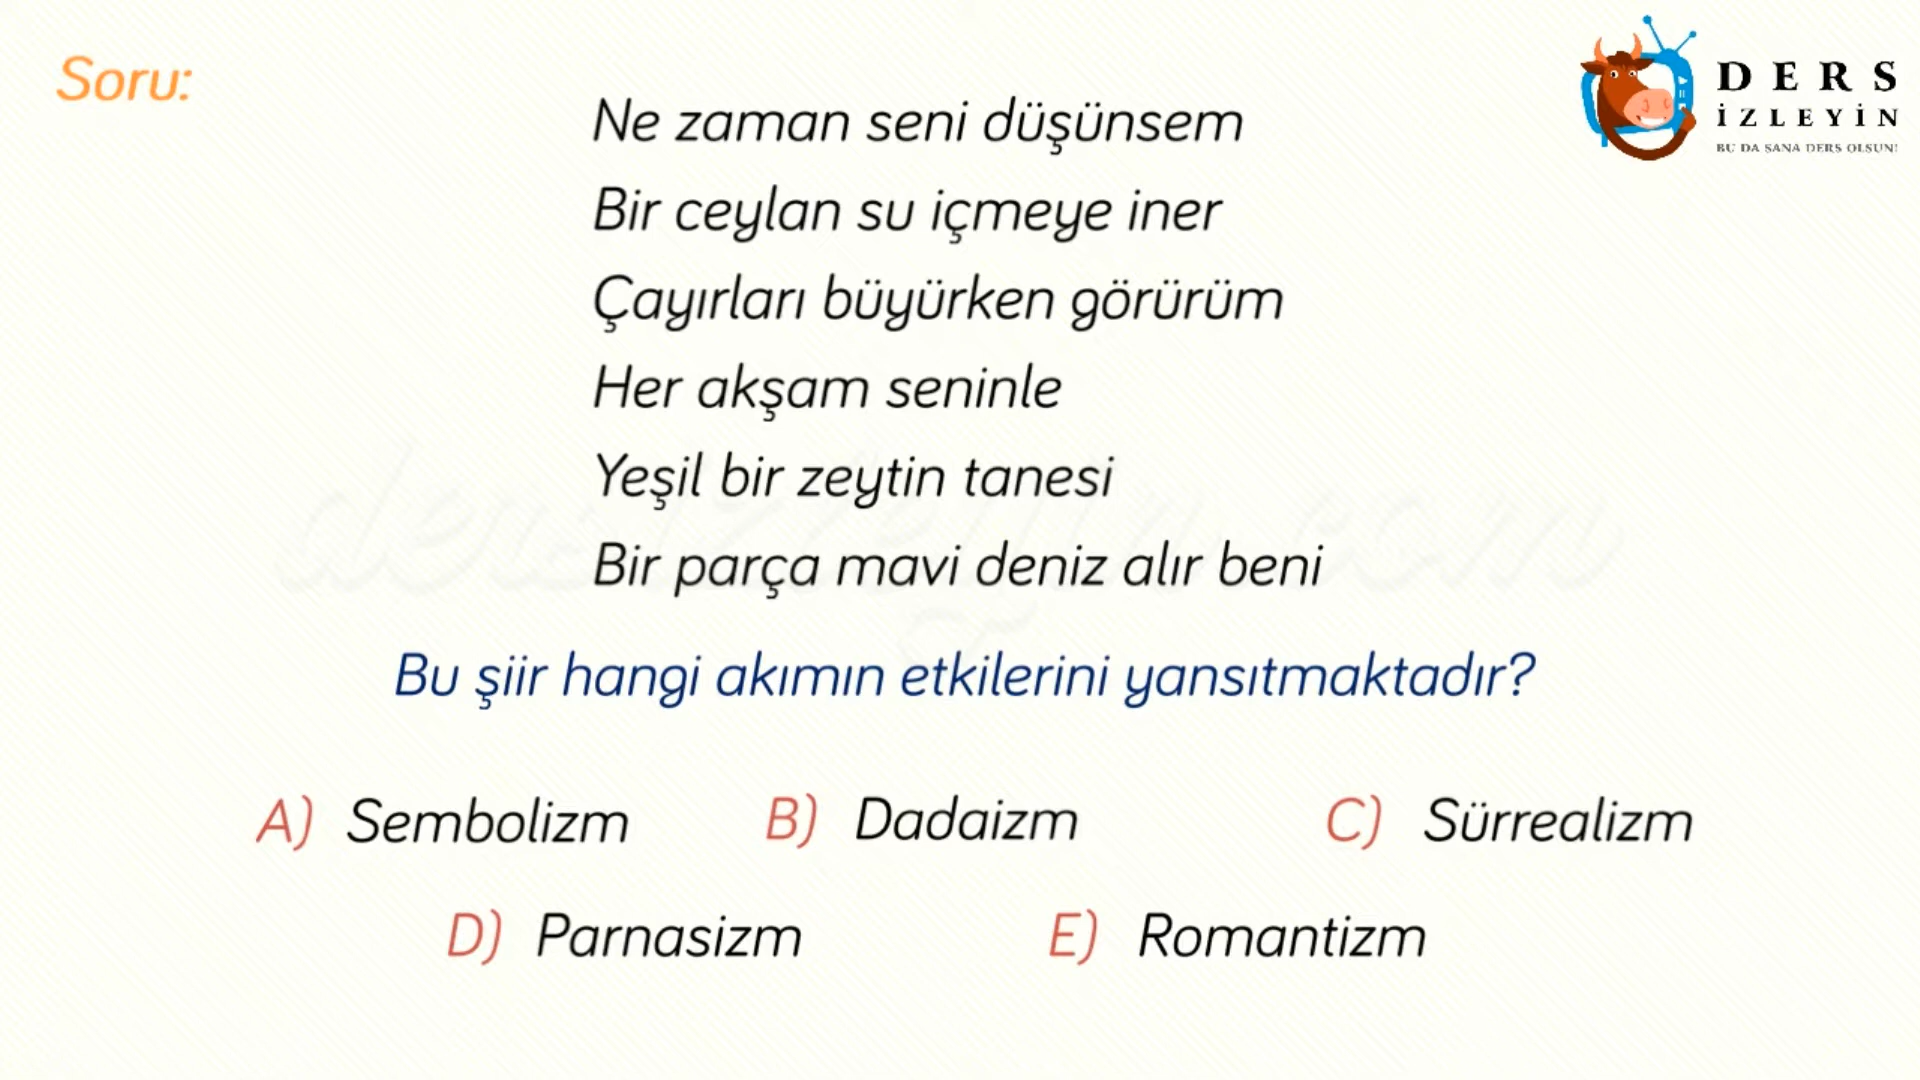 Soru:
DERS
İZLEYİN
BU DA SANA DERS OLSUN!
Ne zaman seni düşünsem
Bir ceylan su içmeye iner
Çayırları büyürken görürüm
Her akşam seninle
Yeşil bir zeytin tanesi
Bir parça mavi deniz alır beni
dersizleyin.com
Bu şiir hangi akımın etkilerini yansıtmaktadır?
A) Sembolizm B) Dadaizm C) Sürrealizm
D) Parnasizm E) Romantizm